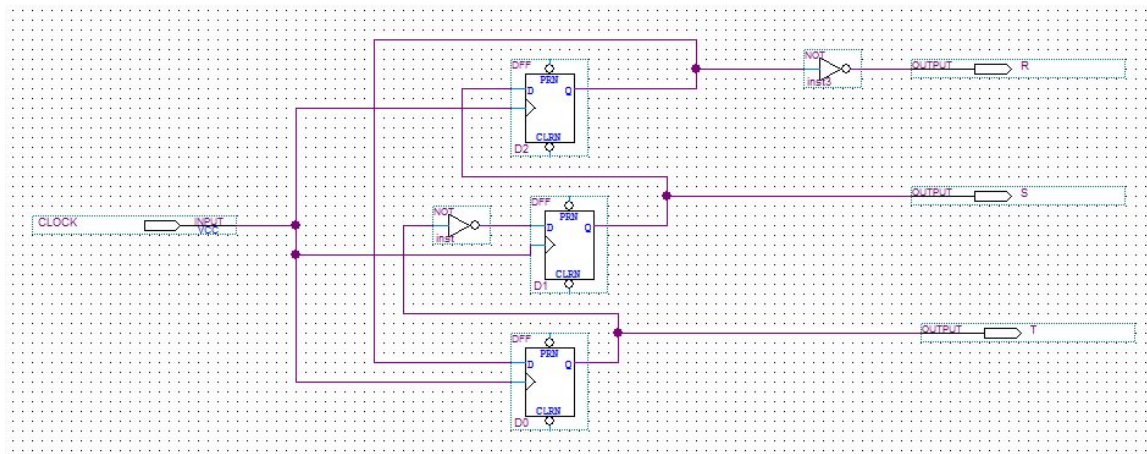 DFF
PRN
D Q
CLRN
D2
NOT
inst3
OUTPUT R
CLOCK INPUT
VCC
NOT
inst
DFF
PRN
D Q
CLRN
D1
OUTPUT S
DFF
PRN
D Q
CLRN
D0
OUTPUT T